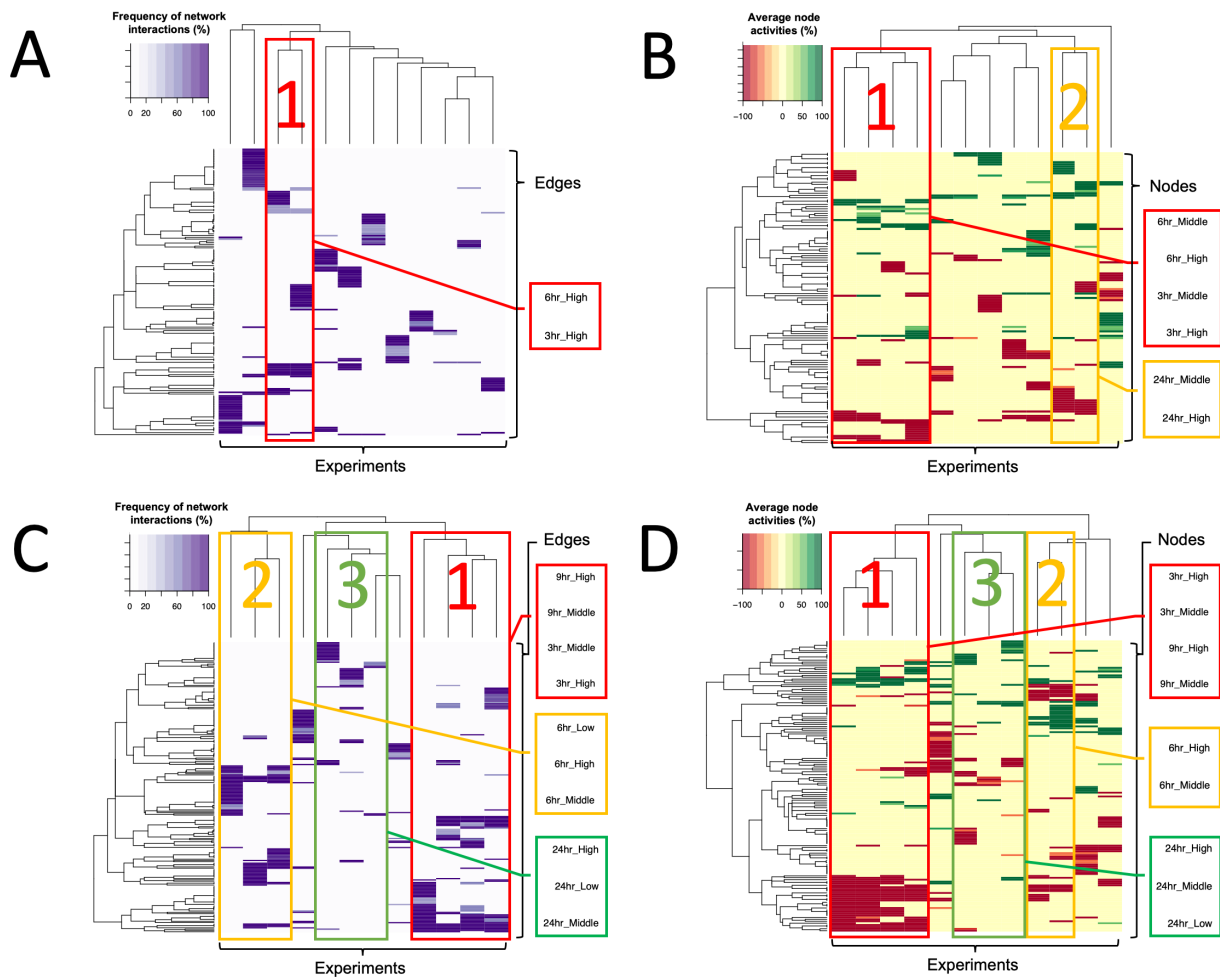 A
Frequency of network
interactions (%)
0 20 60 100
1
Edges
6hr_High
3hr_High
Experiments
B
Average node
activities (%)
−100 −50 0 50 100
1
2
Nodes
6hr_Middle
6hr_High
3hr_Middle
3hr_High
24hr_Middle
24hr_High
Experiments
C
Frequency of network
interactions (%)
0 20 60 100
2
3
1
Edges
9hr_High
9hr_Middle
3hr_Middle
3hr_High
6hr_Low
6hr_High
6hr_Middle
24hr_High
24hr_Low
24hr_Middle
Experiments
D
Average node
activities (%)
−100 −50 0 50 100
1
3
2
Nodes
3hr_High
3hr_Middle
9hr_High
9hr_Middle
6hr_High
6hr_Middle
24hr_High
24hr_Middle
24hr_Low
Experiments